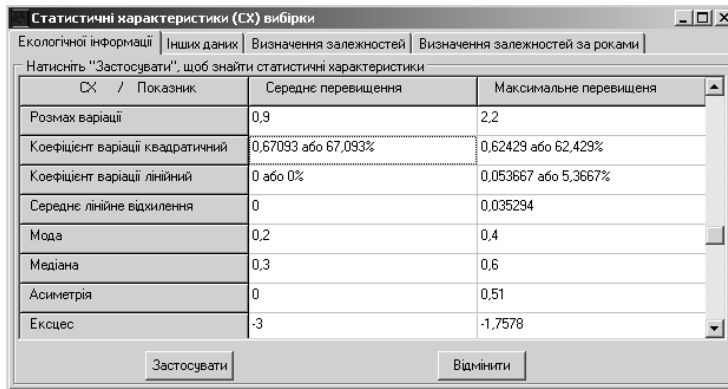 Статистичні характеристики (СХ) вибірки
Екологічної інформації Інших даних Визначення залежностей Визначення залежностей за роками
Натисніть "Застосувати", щоб знайти статистичні характеристики
СХ / Показник Середнє перевищення Максимальне перевищеня
Розмах варіації 0,9 2,2
Коефіцієнт варіації квадратичний 0,67093 або 67,093% 0,62429 або 62,429%
Коефіцієнт варіації лінійний 0 або 0% 0,053667 або 5,3667%
Середнє лінійне відхилення 0 0,035294
Мода 0,2 0,4
Медіана 0,3 0,6
Асиметрія 0 0,51
Ексцес -3 -1,7578
Застосувати Відмінити